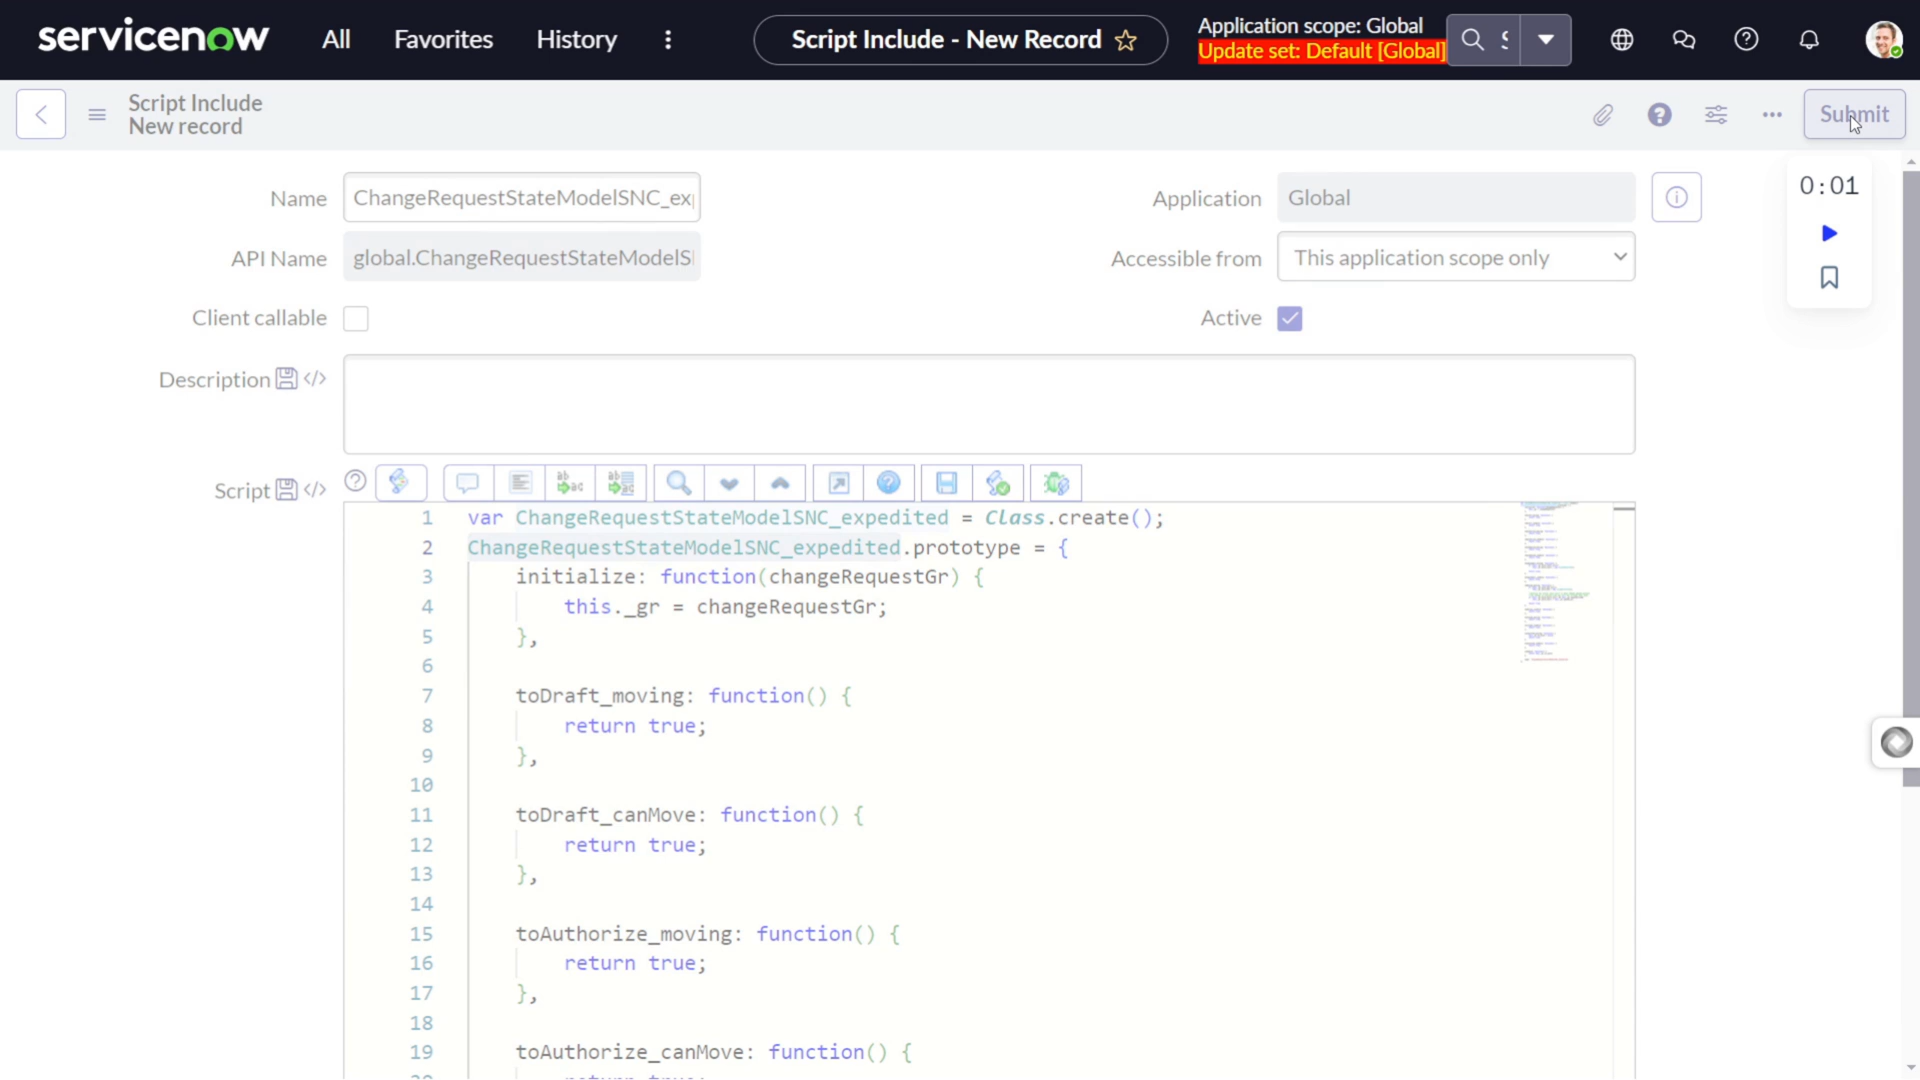 servicenow All Favorites History Script Include - New Record Application scope: Global
Update set: Default [Global]
Script Include
New record
Submit
Name ChangeRequestStateModelSNC_ex Application Global
0:01
API Name global.ChangeRequestStateModelS Accessible from This application scope only
Client callable Active
Description </>
Script </>
1 var ChangeRequestStateModelSNC_expedited = Class.create();
2 ChangeRequestStateModelSNC_expedited.prototype = {
3 initialize: function(changeRequestGr) {
4 this._gr = changeRequestGr;
5 },
6
7 toDraft_moving: function() {
8 return true;
9 },
10
11 toDraft_canMove: function() {
12 return true;
13 },
14
15 toAuthorize_moving: function() {
16 return true;
17 },
18
19 toAuthorize_canMove: function() {